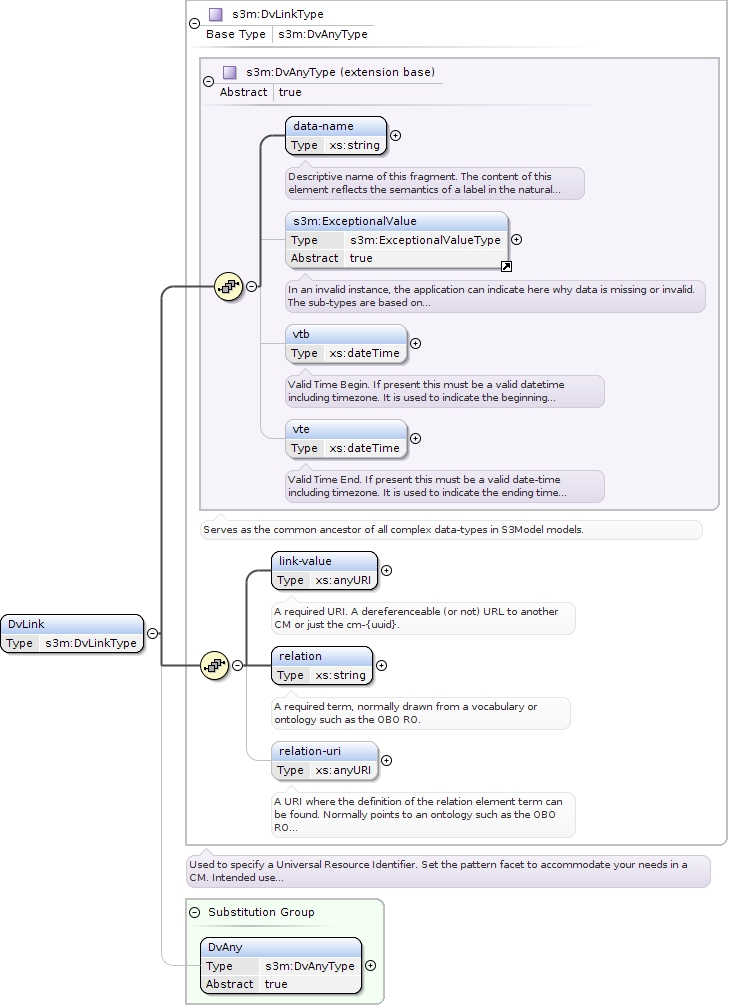 s3m:DvLinkType
Base Type s3m:DvAnyType
s3m:DvAnyType (extension base)
Abstract true
data-name
Type xs:string
Descriptive name of this fragment. The content of this
element reflects the semantics of a label in the natural...
s3m:ExceptionalValue
Type s3m:ExceptionalValueType
Abstract true
In an invalid instance, the application can indicate here why data is missing or invalid.
The sub-types are based on...
vtb
Type xs:dateTime
Valid Time Begin. If present this must be a valid datetime
including timezone. It is used to indicate the beginning...
vte
Type xs:dateTime
Valid Time End. If present this must be a valid date-time
including timezone. It is used to indicate the ending time...
Serves as the common ancestor of all complex data-types in S3Model models.
link-value
Type xs:anyURI
A required URI. A dereferenceable (or not) URL to another
CM or just the cm-{uuid}.
DvLink
Type s3m:DvLinkType
relation
Type xs:string
A required term, normally drawn from a vocabulary or
ontology such as the OBO RO.
relation-uri
Type xs:anyURI
A URI where the definition of the relation element term can
be found. Normally points to an ontology such as the OBO
RO...
Used to specify a Universal Resource Identifier. Set the pattern facet to accommodate your needs in a
CM. Intended use...
Substitution Group
DvAny
Type s3m:DvAnyType
Abstract true